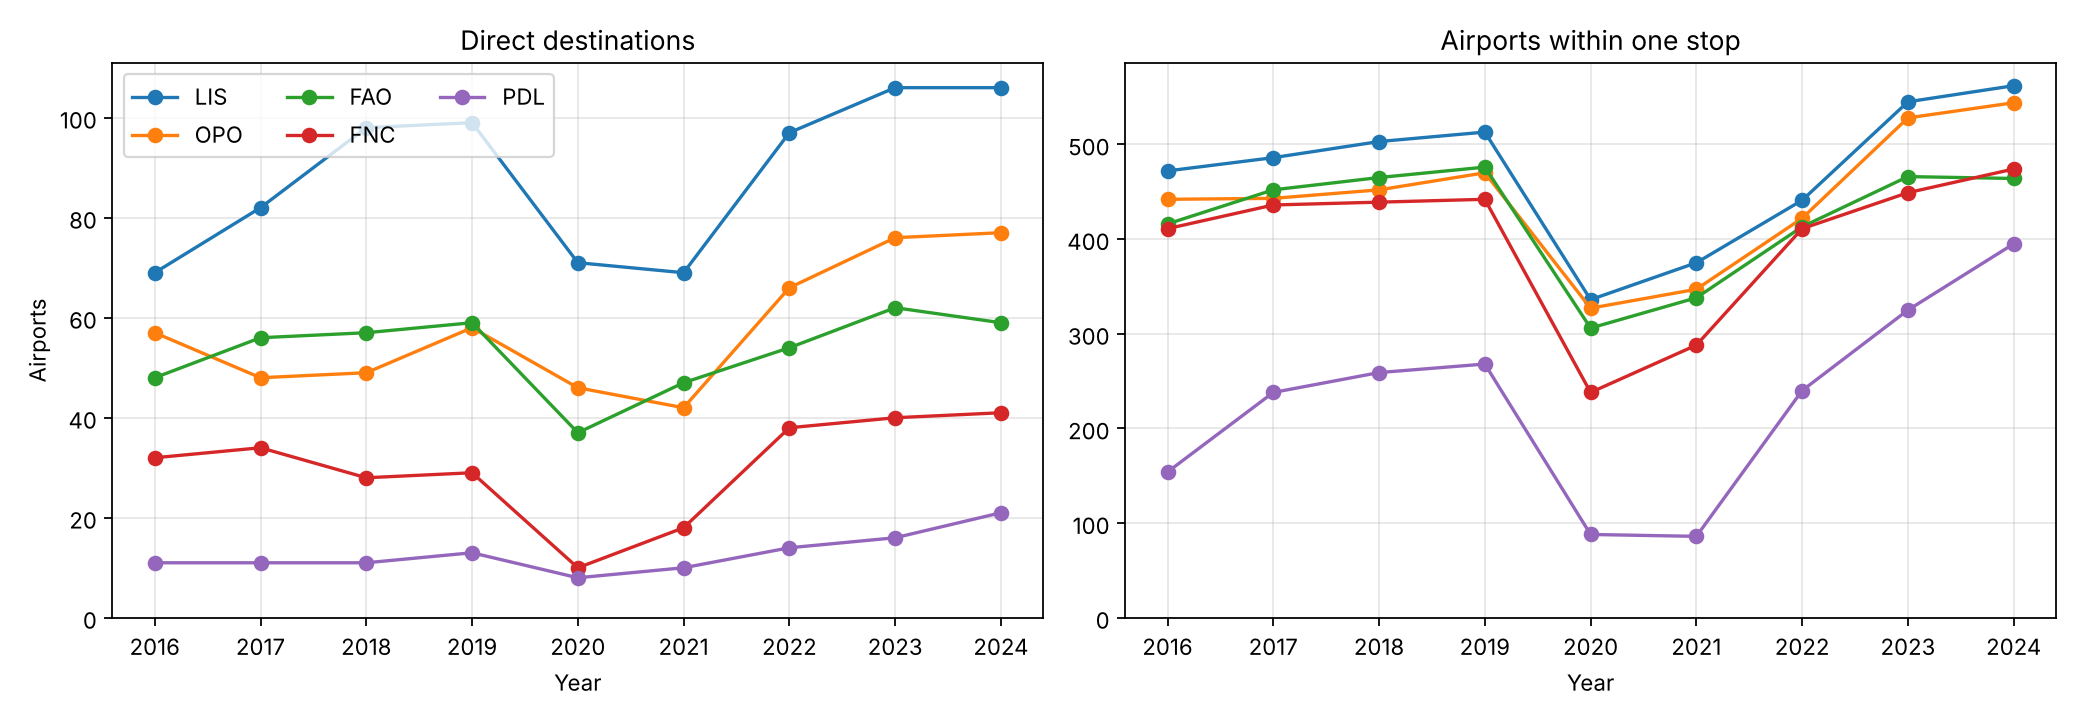 Direct destinations
LIS FAO PDL
OPO FNC
Airports
100
80
60
40
20
0
2016 2017 2018 2019 2020 2021 2022 2023 2024
Year
Airports within one stop
500
400
300
200
100
0
2016 2017 2018 2019 2020 2021 2022 2023 2024
Year